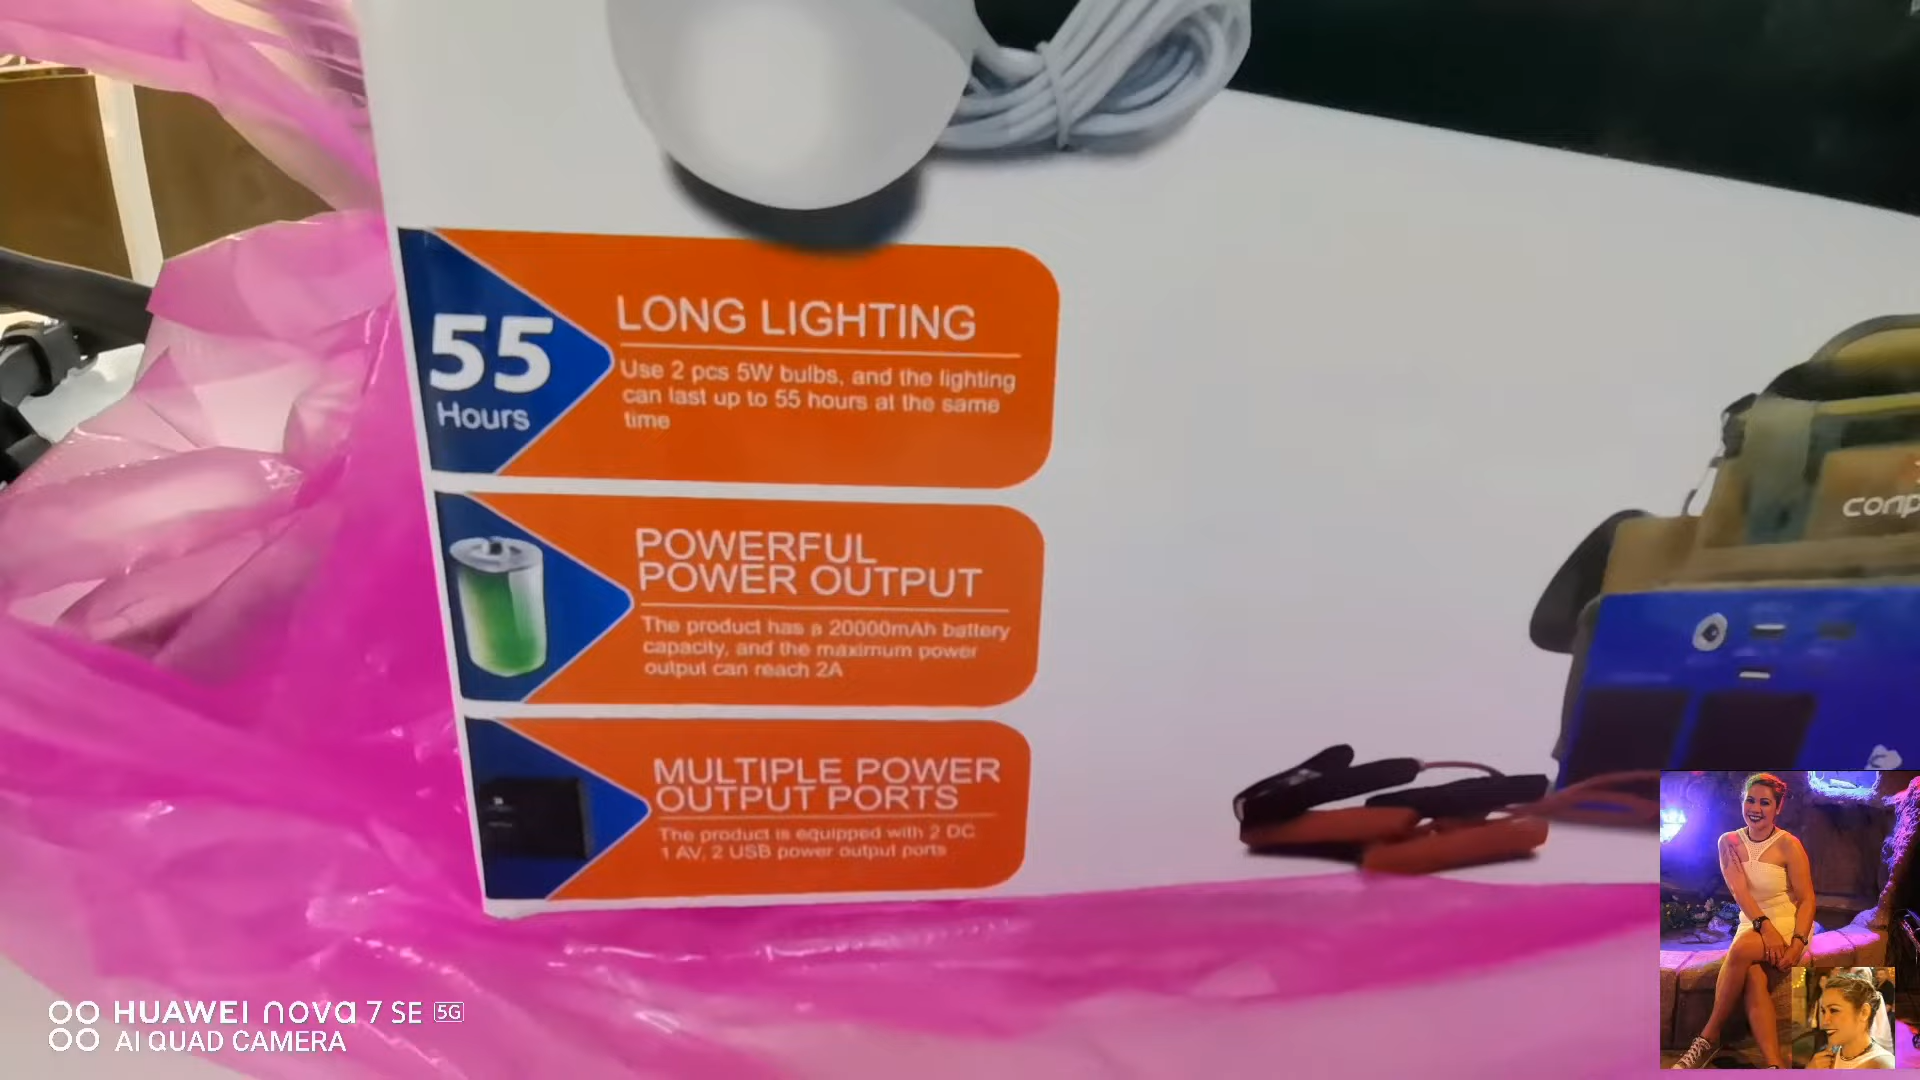 55
Hours
LONG LIGHTING
Use 2 pcs 5W bulbs, and the lighting
can last up to 55 hours at the same
time
POWERFUL
POWER OUTPUT
The product has a 20000mAh battery
capacity, and the maximum power
output can reach 2A
MULTIPLE POWER
OUTPUT PORTS
The product is equipped with 2 DC
1 AV, 2 USB power output ports
conp
HUAWEI nova 7 SE 5G
AI QUAD CAMERA